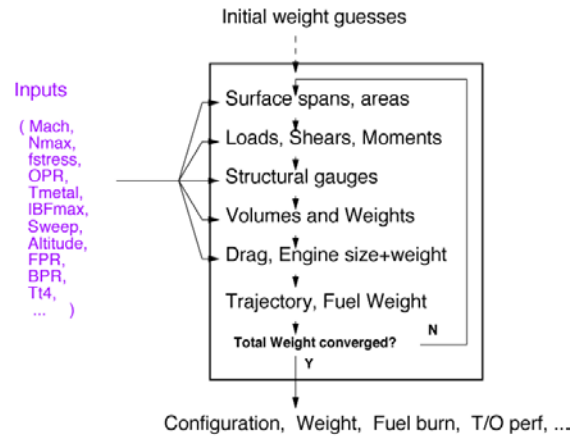 Initial weight guesses
Inputs
( Mach,
Nmax,
fstress,
OPR,
Tmetal,
lBFmax,
Sweep,
Altitude,
FPR,
BPR,
Tt4,
... )
Surface spans, areas
Loads, Shears, Moments
Structural gauges
Volumes and Weights
Drag, Engine size+weight
Trajectory, Fuel Weight
Total Weight converged?
N
Y
Configuration, Weight, Fuel burn, T/O perf, ...